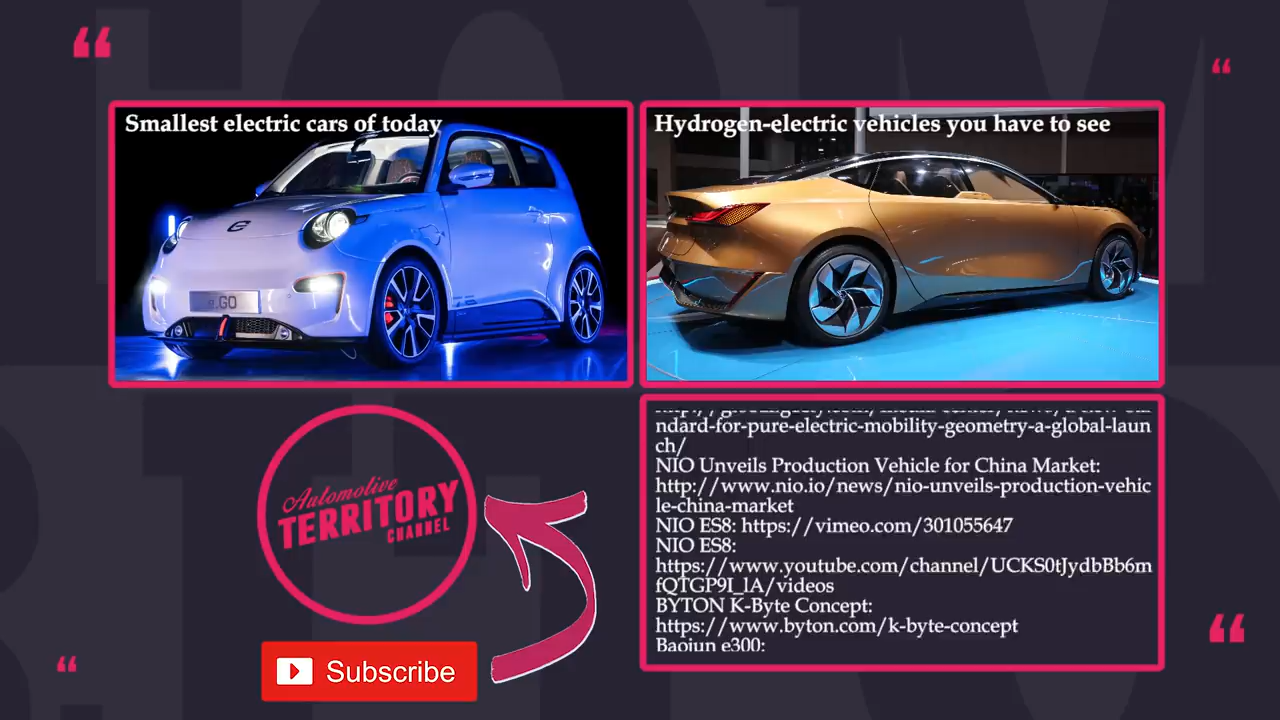 Smallest electric cars of today
Hydrogen-electric vehicles you have to see
e.GO
Automotive
TERRITORY
CHANNEL
Subscribe
ndard-for-pure-electric-mobility-geometry-a-global-laun
ch/
NIO Unveils Production Vehicle for China Market:
http://www.nio.io/news/nio-unveils-production-vehic
le-china-market
NIO ES8: https://vimeo.com/301055647
NIO ES8:
https://www.youtube.com/channel/UCKS0tJydbBb6m
fQTGP9I_lA/videos
BYTON K-Byte Concept:
https://www.byton.com/k-byte-concept
Baojun e300: